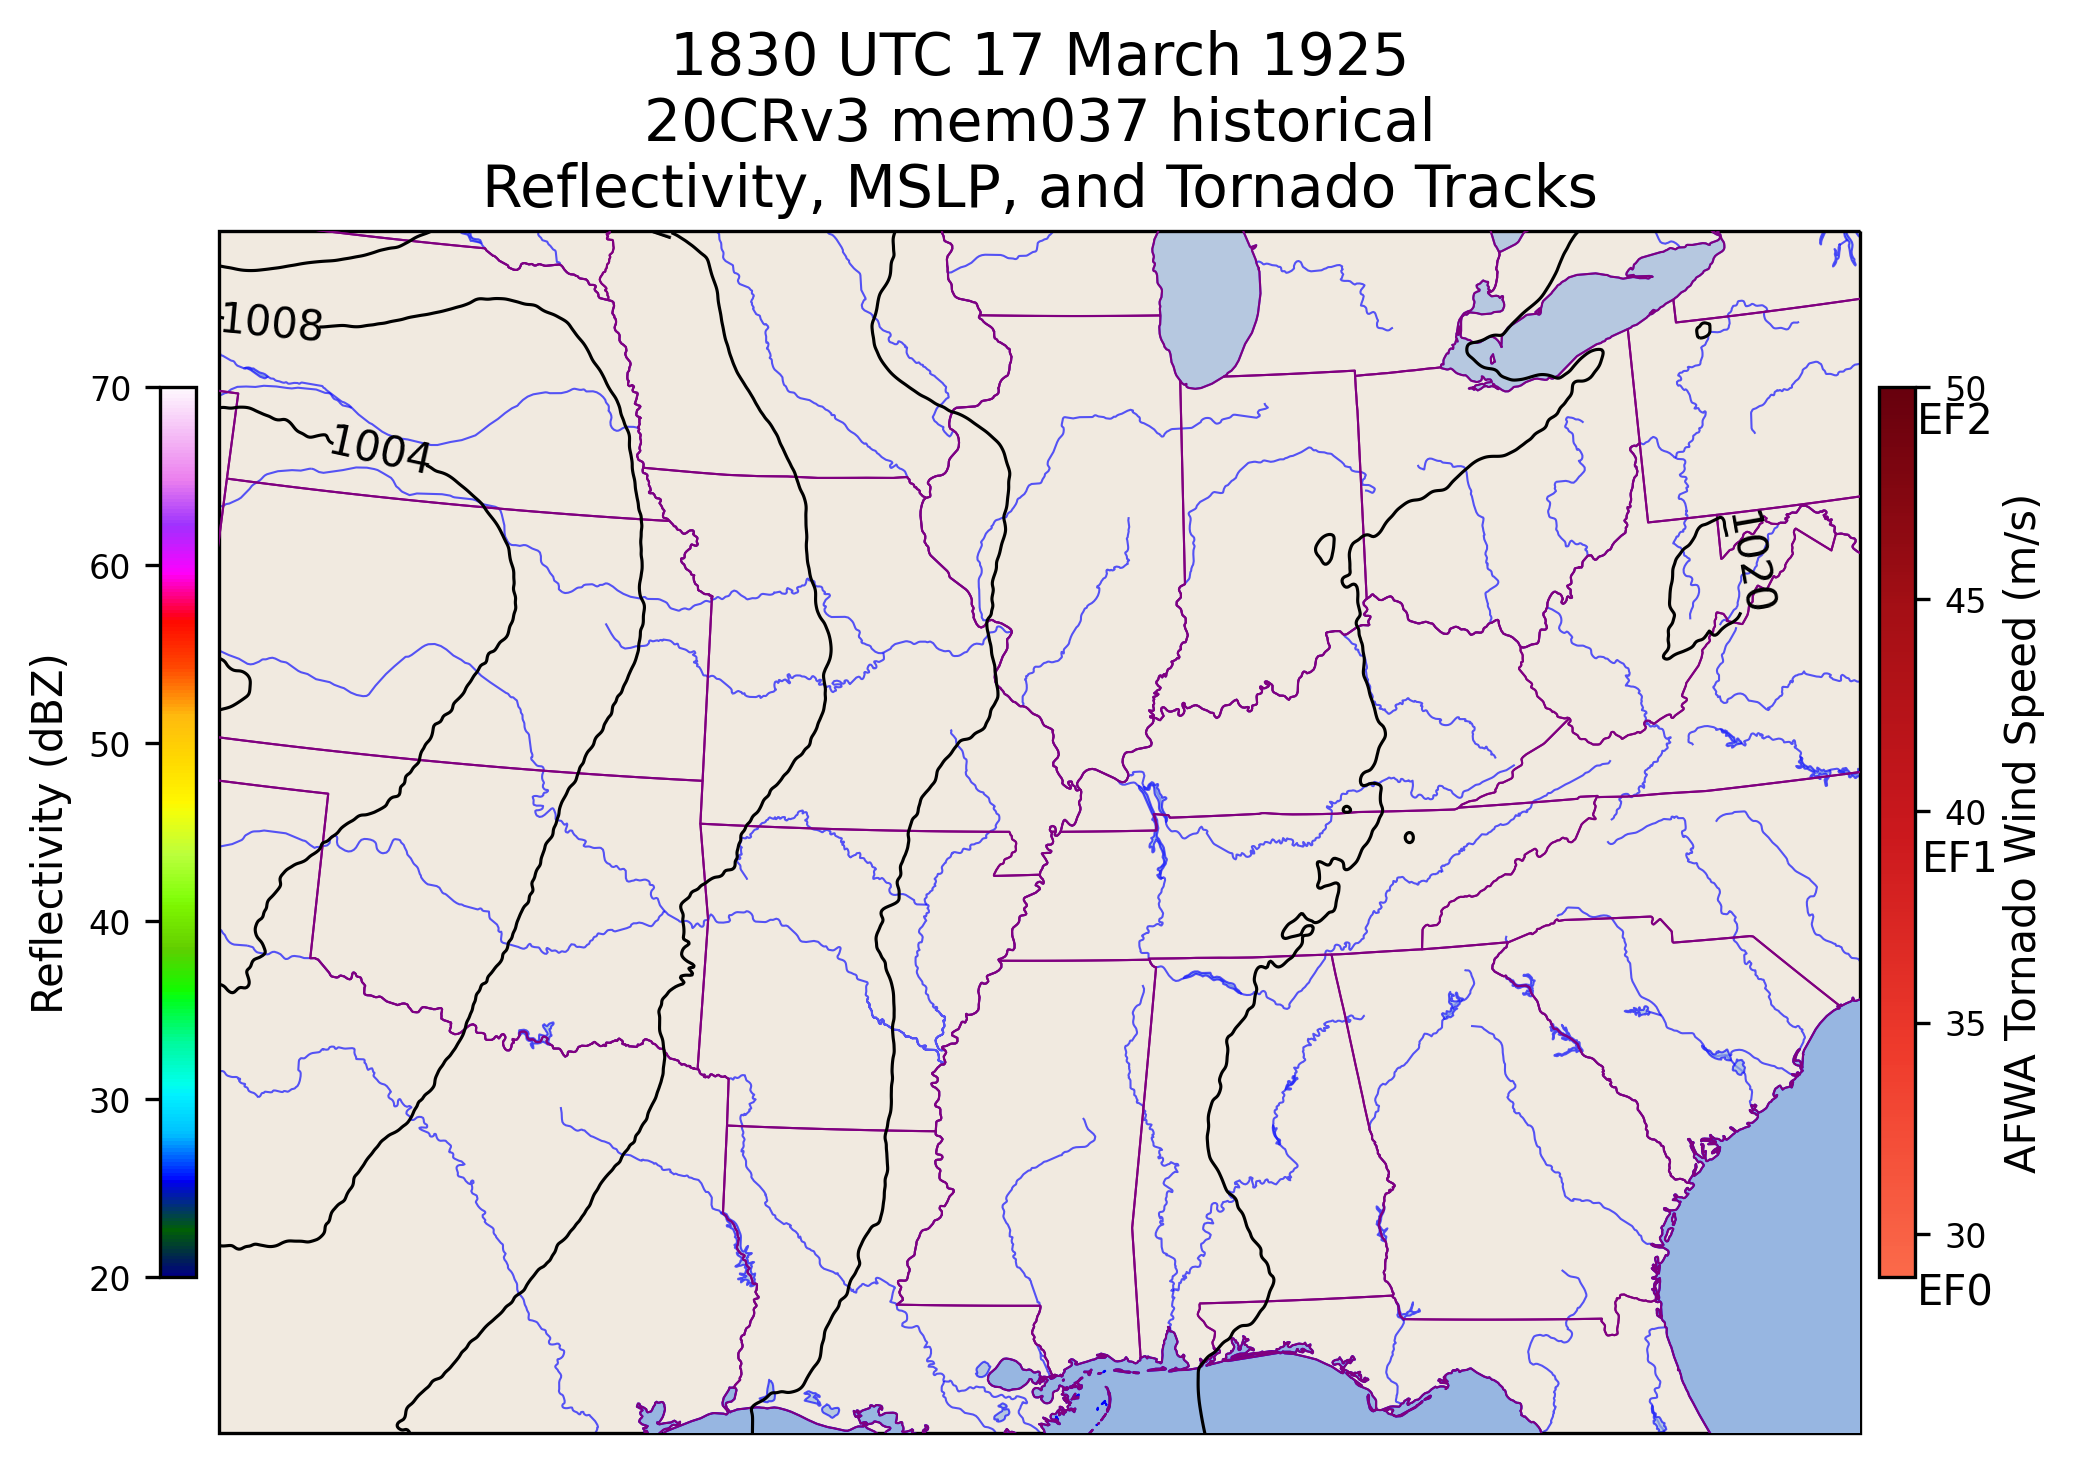 1830 UTC 17 March 1925
20CRv3 mem037 historical
Reflectivity, MSLP, and Tornado Tracks
1008
1004
1020
70
60
50
40
30
20
Reflectivity (dBZ)
50
EF2
45
40
EF1
35
30
EF0
AFWA Tornado Wind Speed (m/s)